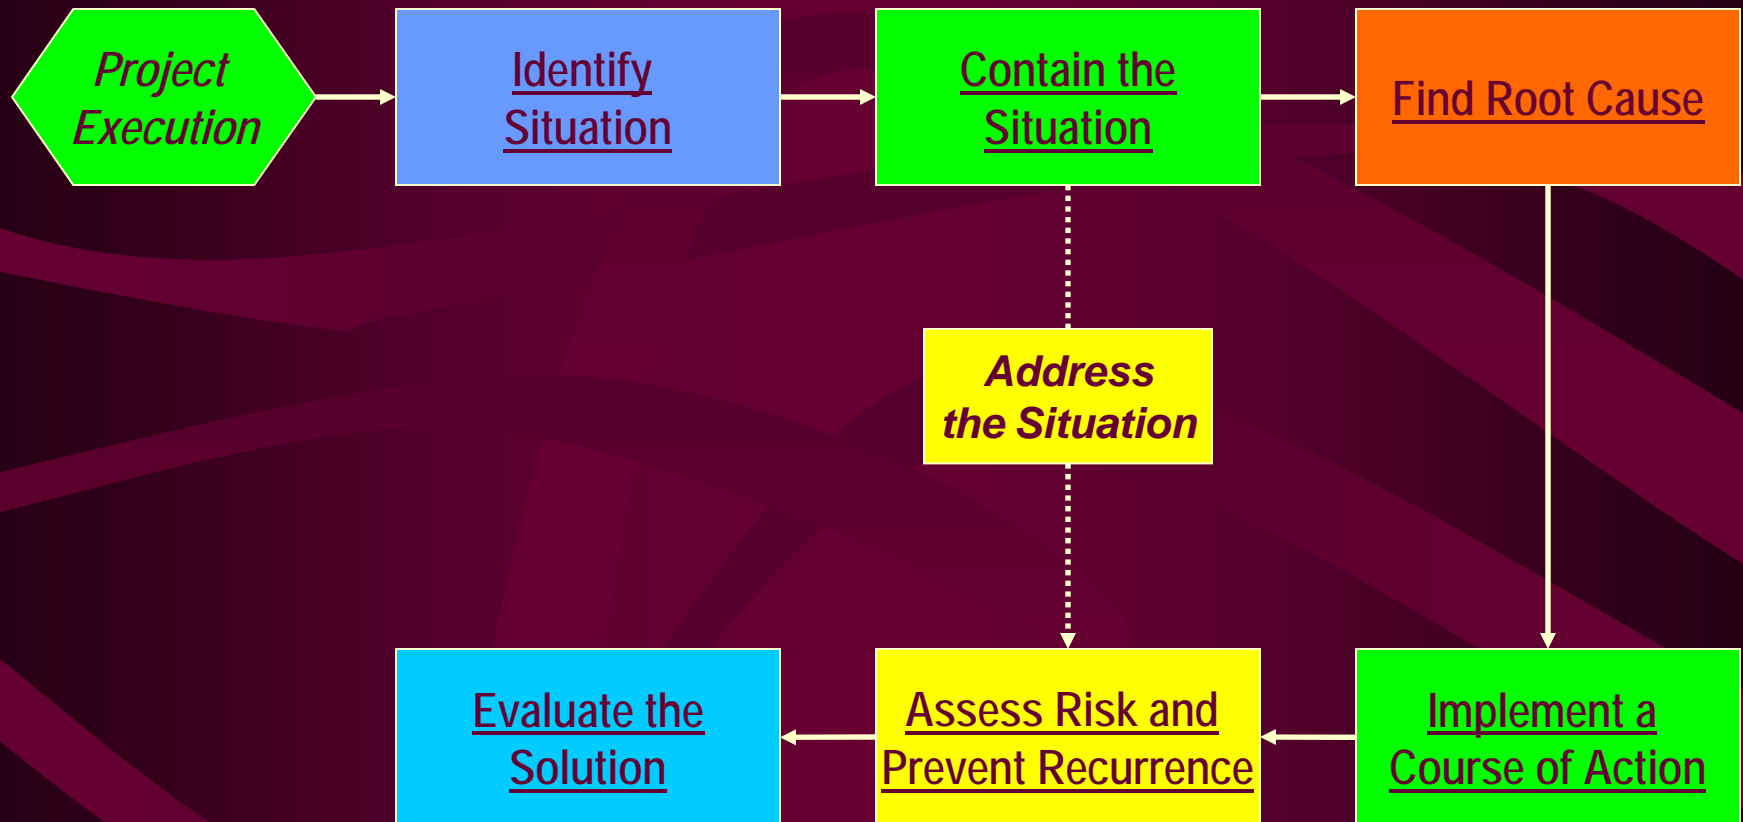 Project
Execution
Identify
Situation
Contain the
Situation
Find Root Cause
Address
the Situation
Evaluate the
Solution
Assess Risk and
Prevent Recurrence
Implement a
Course of Action